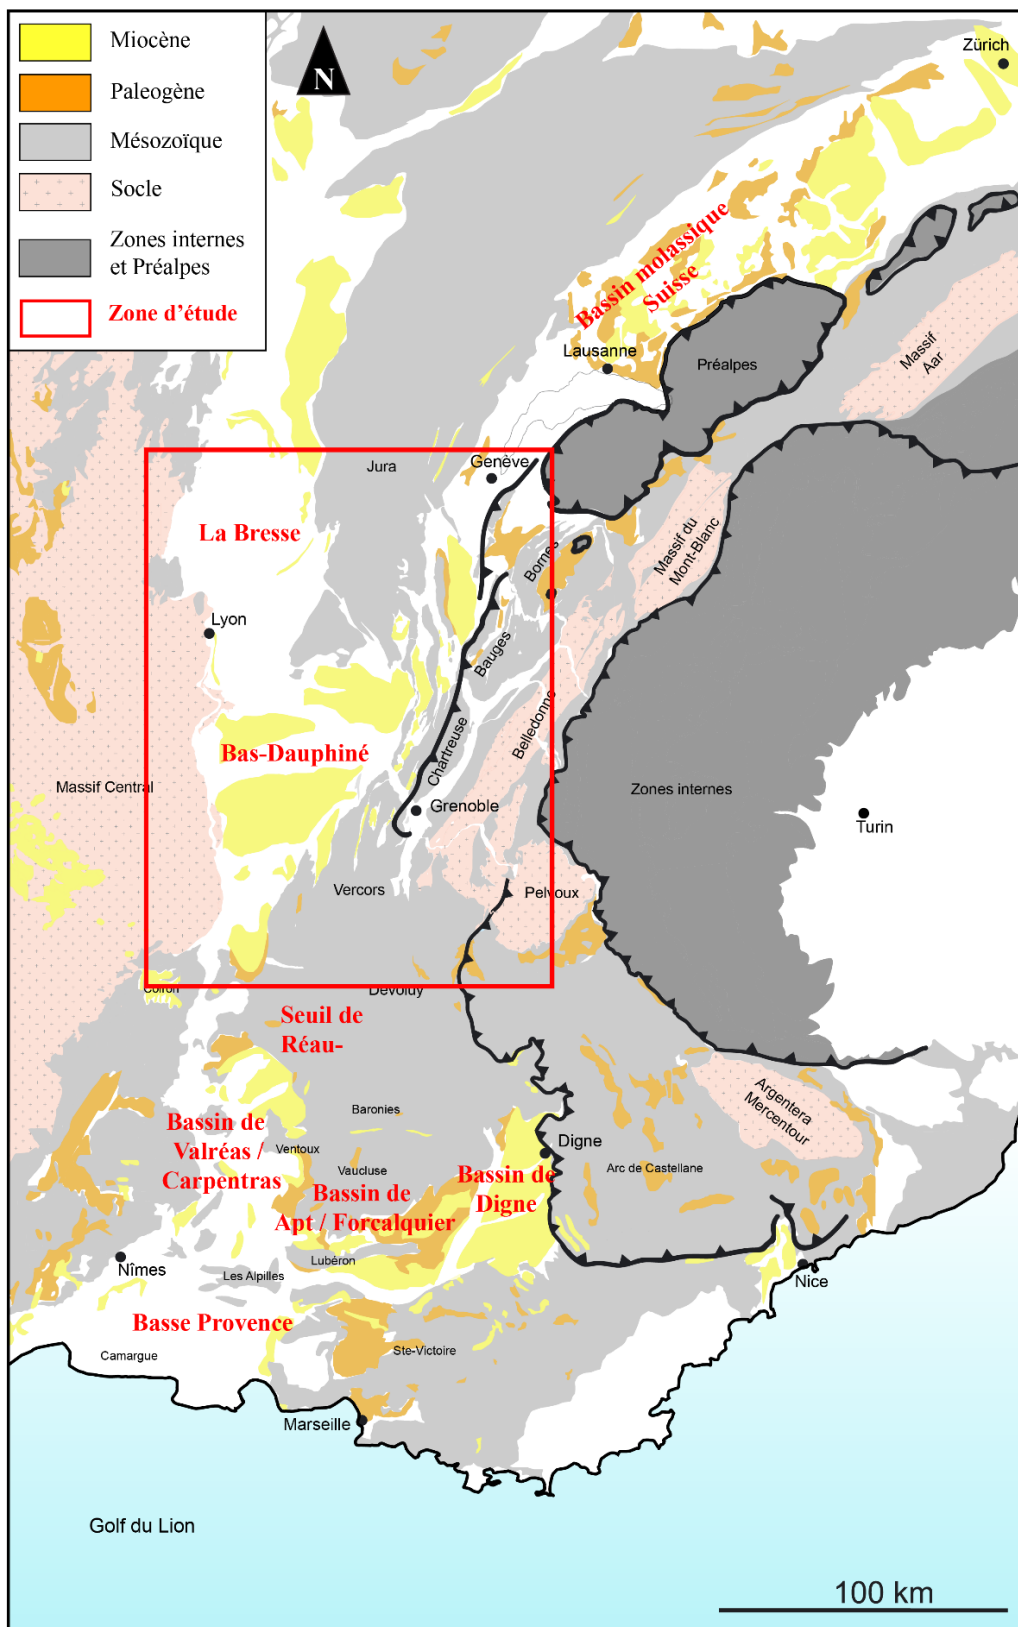 Miocène
Paleogène
Mésozoïque
Socle
Zones internes
et Préalpes
Zone d'étude
N
Zürich
Bassin molassique
Suisse
Lausanne
Préalpes
Massif
Aar
Jura
Genève
La Bresse
Massif du
Mont-Blanc
Bornes
Lyon
Bauges
Belledonne
Chartreuse
Bas-Dauphiné
Massif Central
Zones internes
Grenoble
Turin
Vercors
Pelvoux
Coiron
Dévoluy
Seuil de
Réau-
Argentera
Mercentour
Baronies
Bassin de
Valréas /
Carpentras
Ventoux
Vaucluse
Digne
Arc de Castellane
Bassin de
Digne
Bassin de
Apt / Forcalquier
Lubéron
Nîmes
Les Alpilles
Nice
Basse Provence
Camargue
Ste-Victoire
Marseille
Golf du Lion
100 km